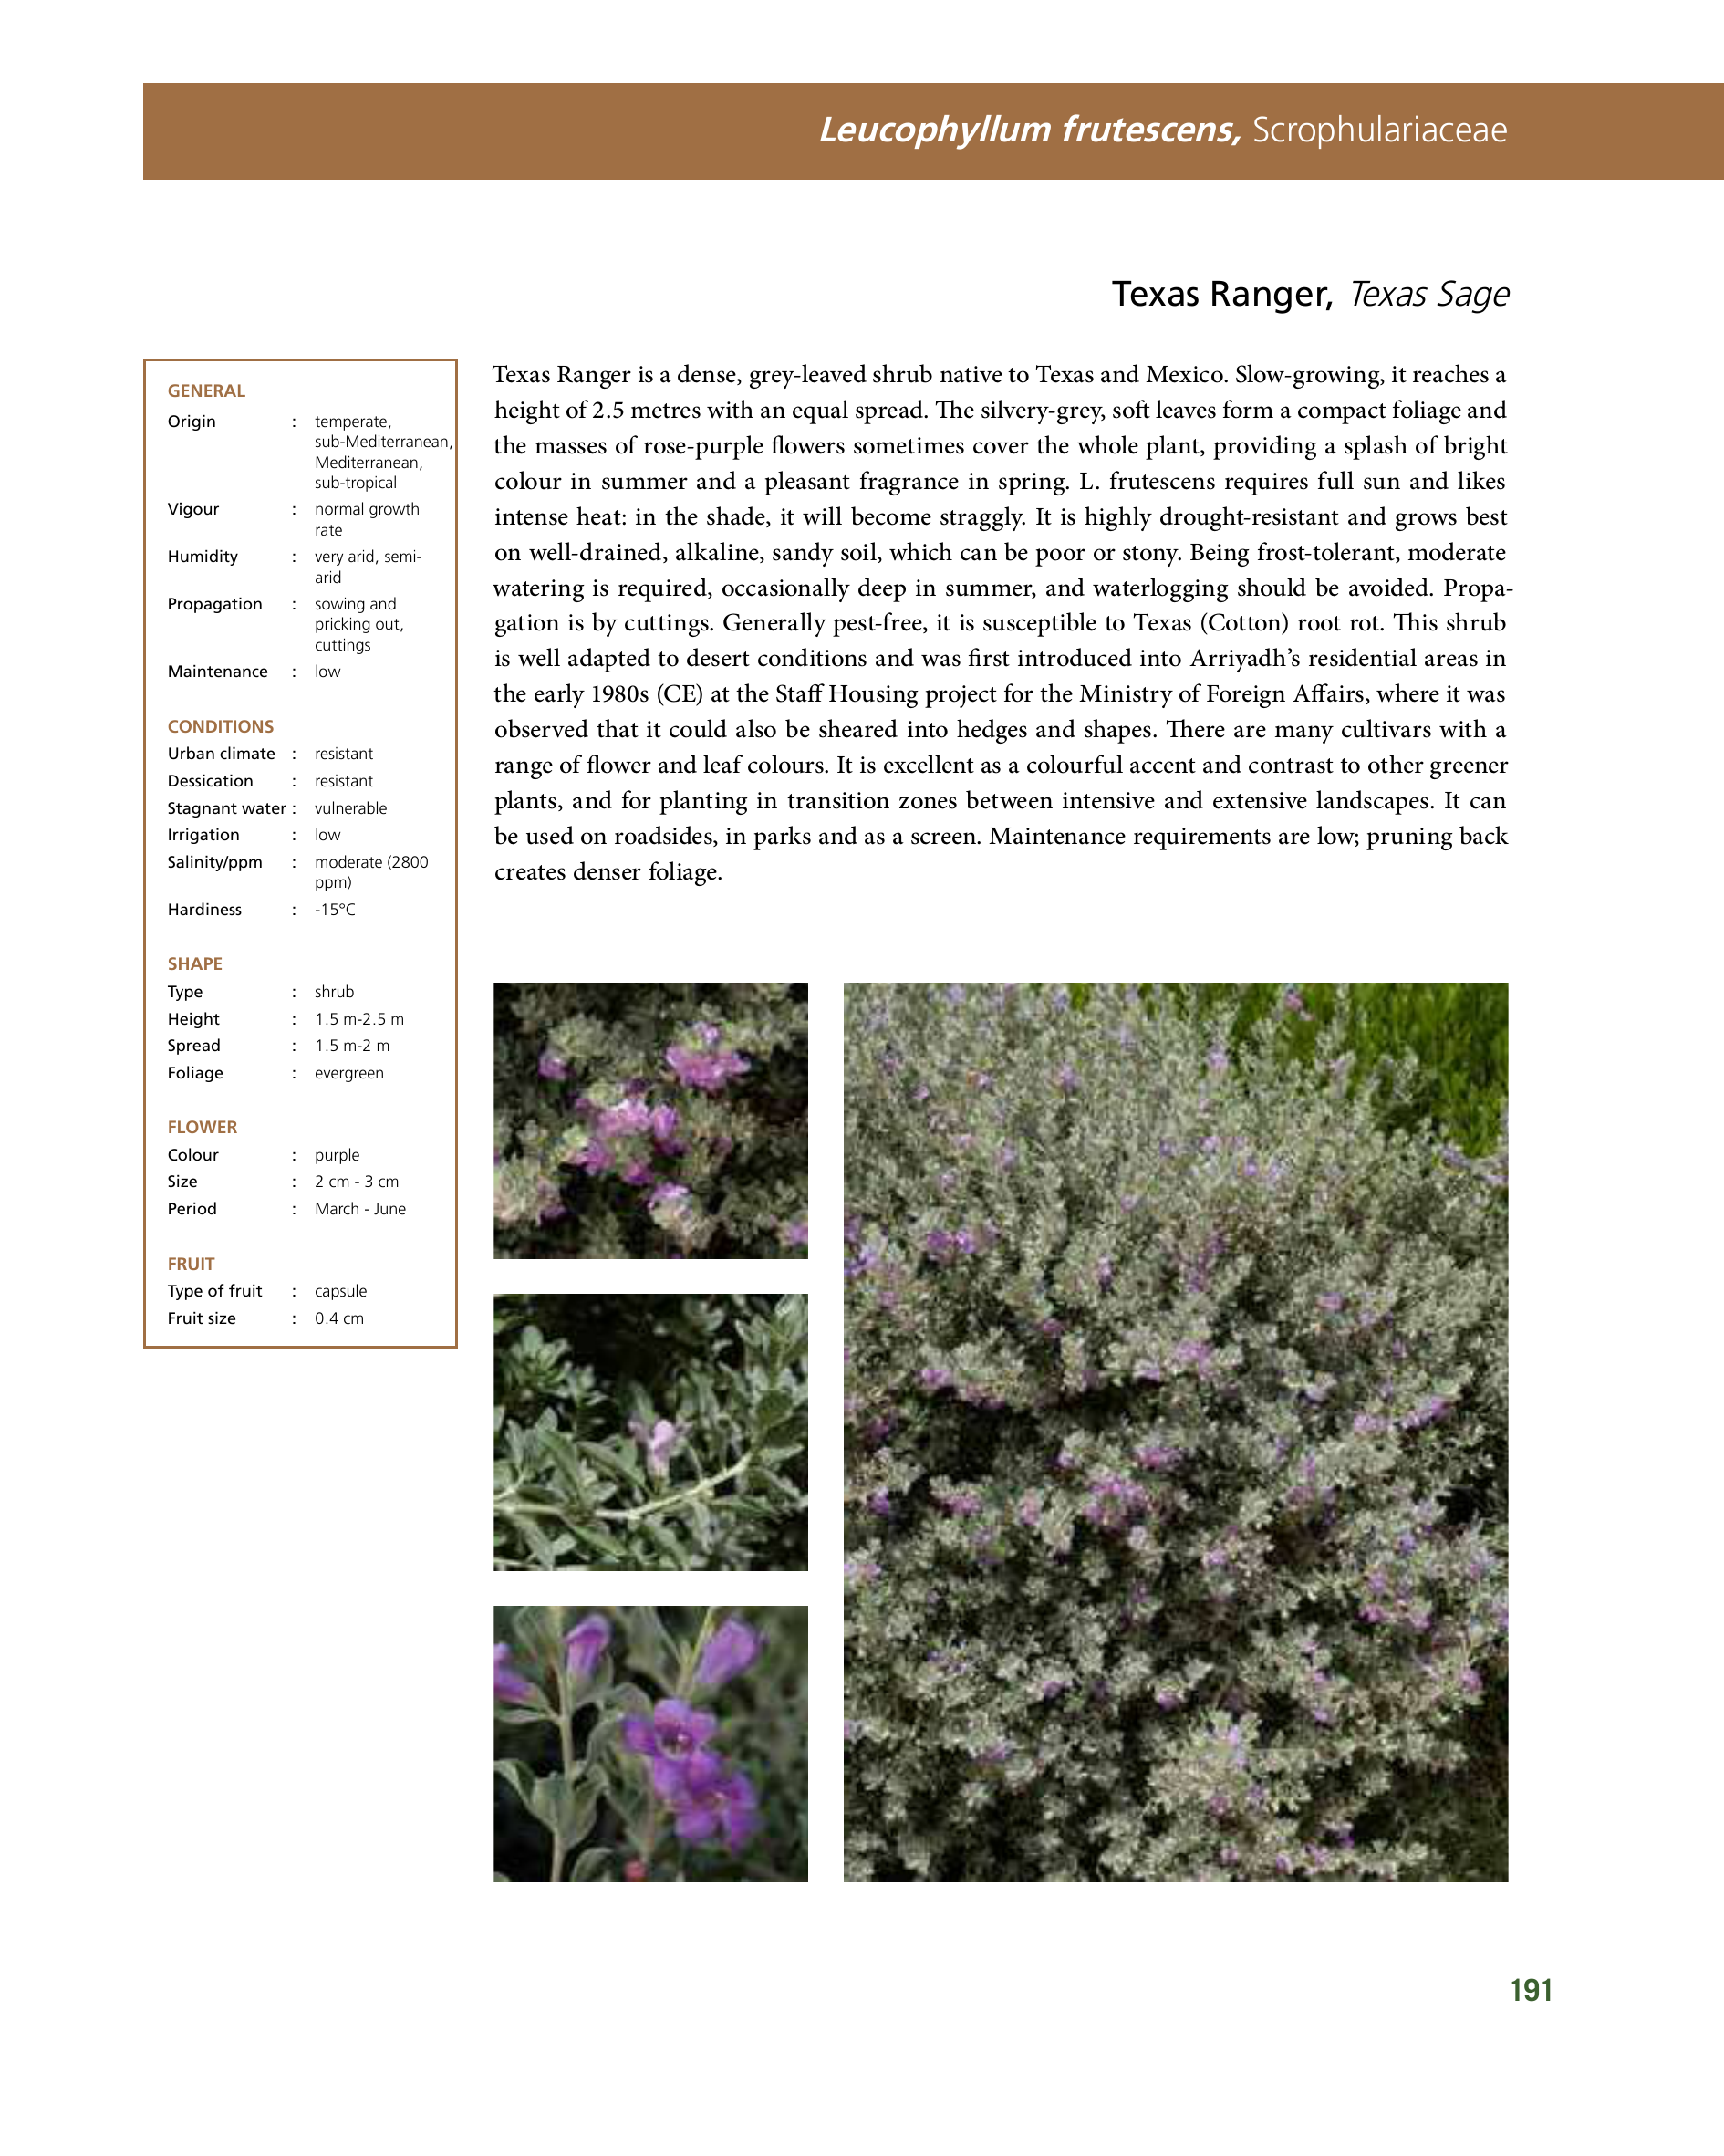 Leucophyllum frutescens, Scrophulariaceae
Texas Ranger, Texas Sage
GENERAL
Origin : temperate,
sub-Mediterranean,
Mediterranean,
sub-tropical
Vigour : normal growth
rate
Humidity : very arid, semi-
arid
Propagation : sowing and
pricking out,
cuttings
Maintenance : low
CONDITIONS
Urban climate : resistant
Dessication : resistant
Stagnant water : vulnerable
Irrigation : low
Salinity/ppm : moderate (2800
ppm)
Hardiness : -15°C
SHAPE
Type : shrub
Height : 1.5 m-2.5 m
Spread : 1.5 m-2 m
Foliage : evergreen
FLOWER
Colour : purple
Size : 2 cm - 3 cm
Period : March - June
FRUIT
Type of fruit : capsule
Fruit size : 0.4 cm
Texas Ranger is a dense, grey-leaved shrub native to Texas and Mexico. Slow-growing, it reaches a
height of 2.5 metres with an equal spread. The silvery-grey, soft leaves form a compact foliage and
the masses of rose-purple flowers sometimes cover the whole plant, providing a splash of bright
colour in summer and a pleasant fragrance in spring. L. frutescens requires full sun and likes
intense heat: in the shade, it will become straggly. It is highly drought-resistant and grows best
on well-drained, alkaline, sandy soil, which can be poor or stony. Being frost-tolerant, moderate
watering is required, occasionally deep in summer, and waterlogging should be avoided. Propa-
gation is by cuttings. Generally pest-free, it is susceptible to Texas (Cotton) root rot. This shrub
is well adapted to desert conditions and was first introduced into Arriyadh's residential areas in
the early 1980s (CE) at the Staff Housing project for the Ministry of Foreign Affairs, where it was
observed that it could also be sheared into hedges and shapes. There are many cultivars with a
range of flower and leaf colours. It is excellent as a colourful accent and contrast to other greener
plants, and for planting in transition zones between intensive and extensive landscapes. It can
be used on roadsides, in parks and as a screen. Maintenance requirements are low; pruning back
creates denser foliage.
191